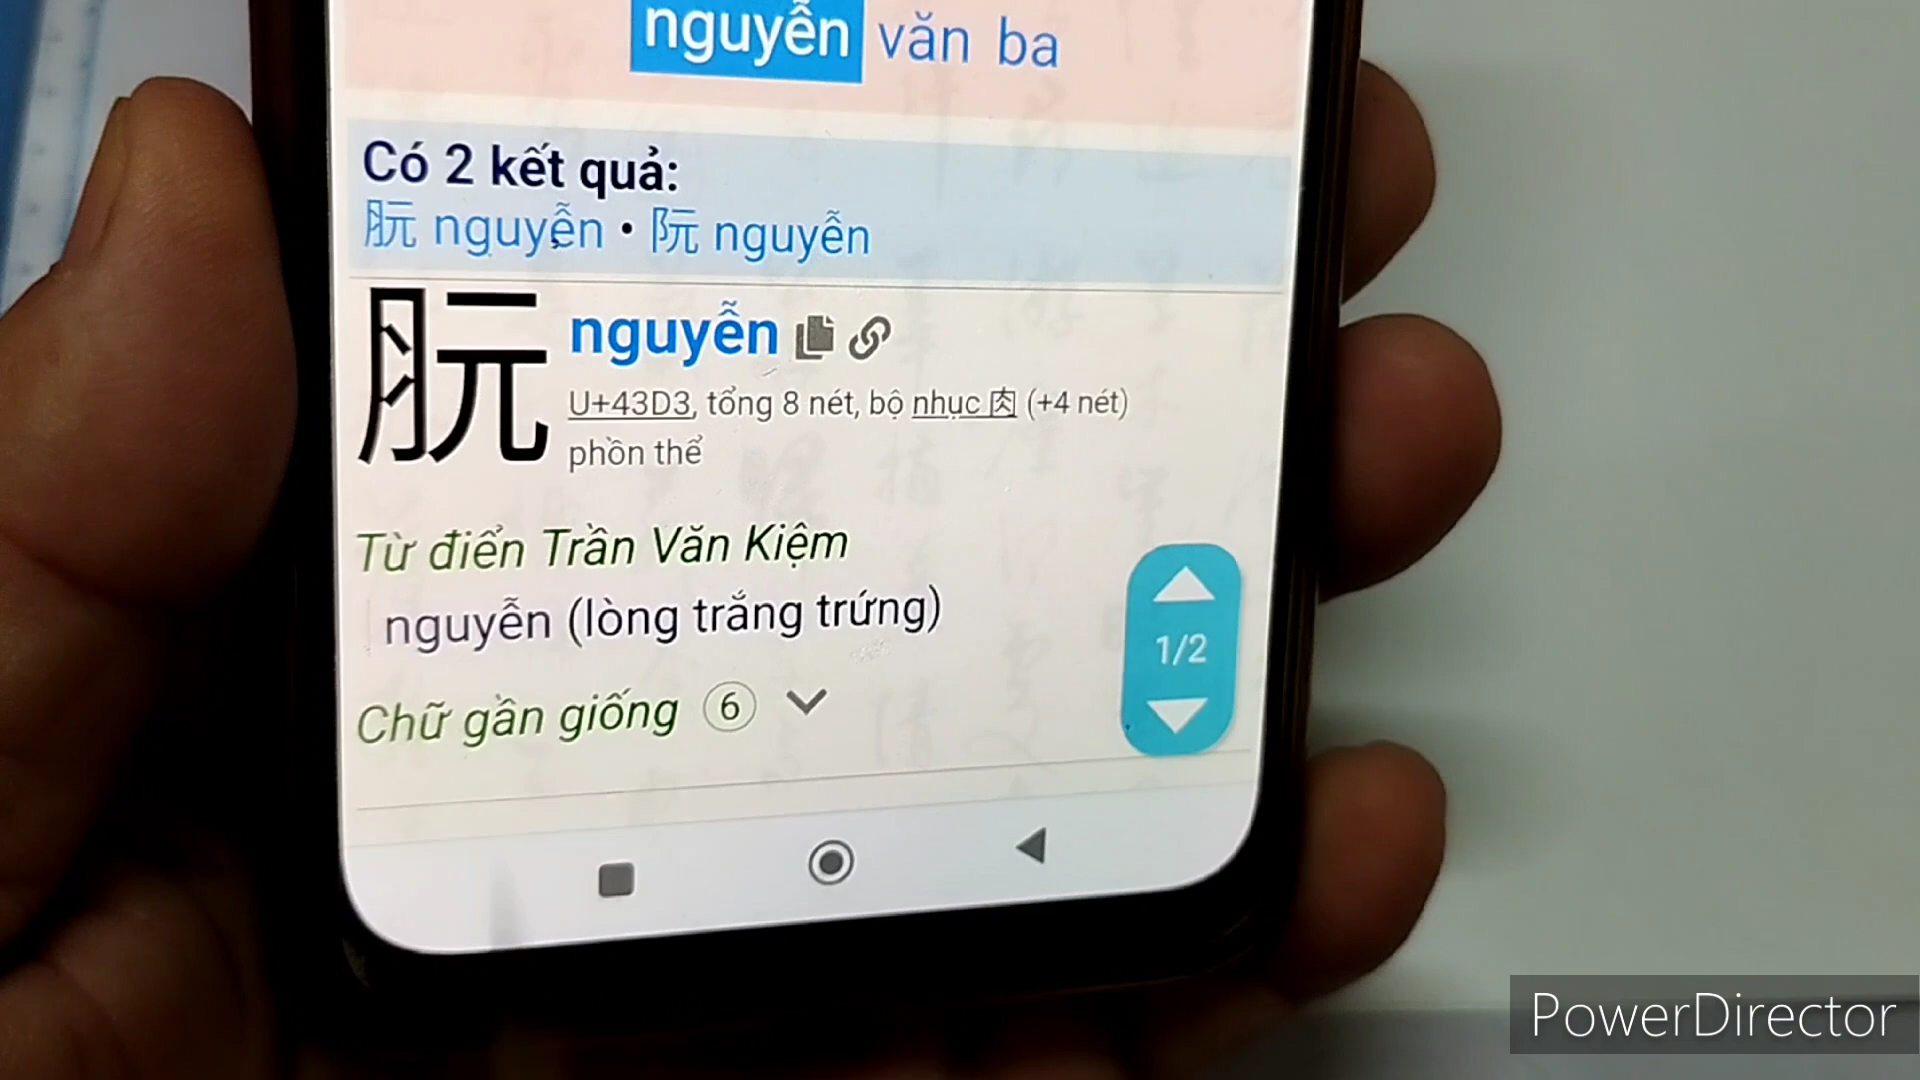 nguyễn văn ba
Có 2 kết quả:
䏓 nguyễn • 阮 nguyễn
䏓 nguyễn
U+43D3, tổng 8 nét, bộ nhục 肉 (+4 nét)
phồn thể
Từ điển Trần Văn Kiệm
nguyễn (lòng trắng trứng)
Chữ gần giống 6
1/2
PowerDirector